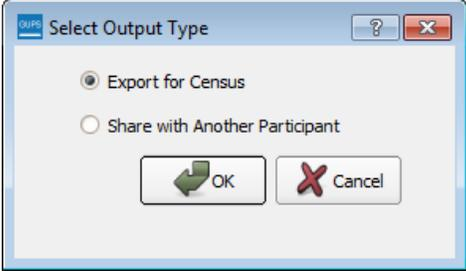 GUPS Select Output Type
?
Export for Census
Share with Another Participant
OK Cancel